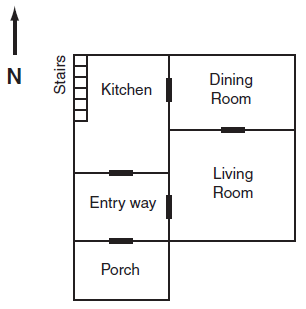 N
Stairs
Kitchen
Dining
Room
Living
Room
Entry way
Porch